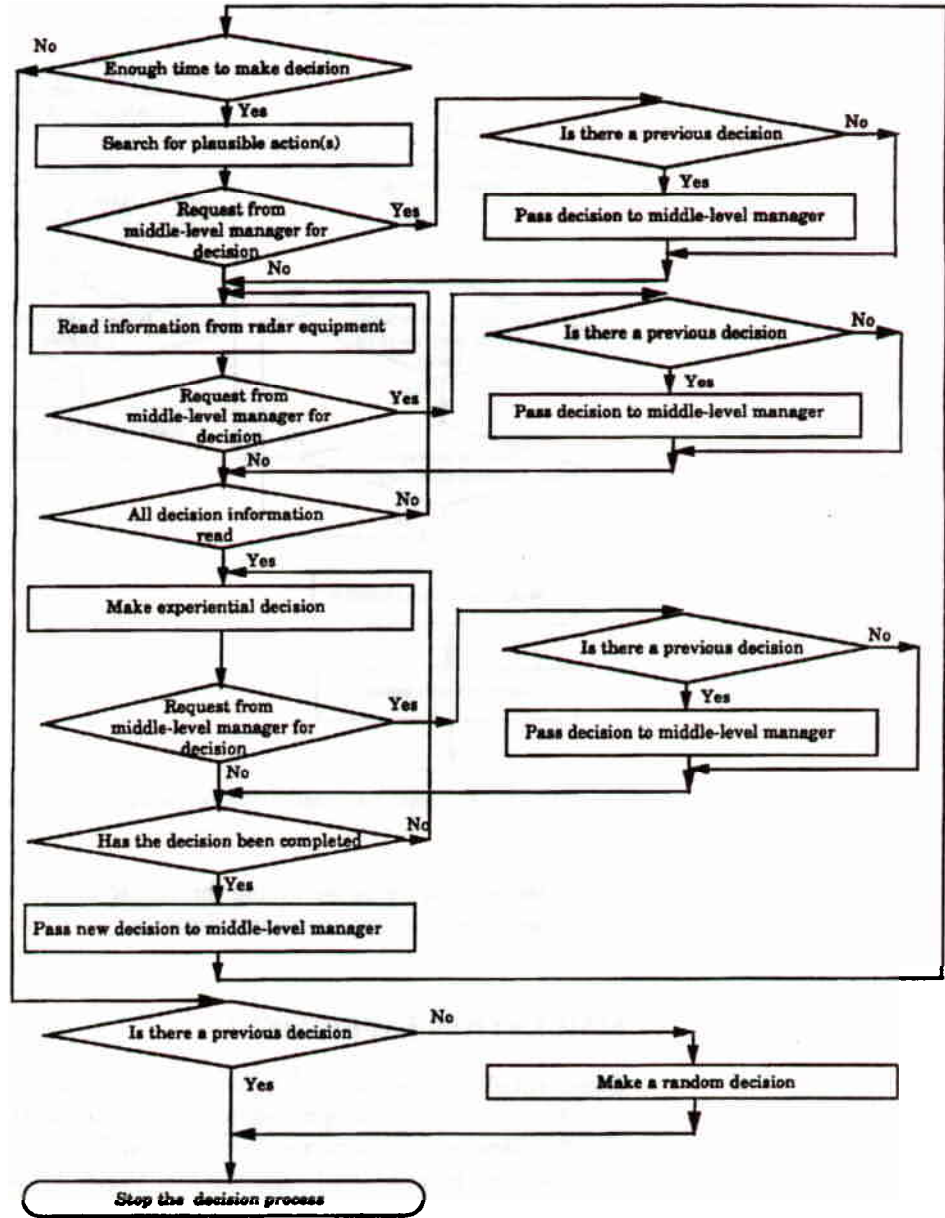 No
Enough time to make decision
Yes
Search for plausible action(s)
Is there a previous decision
No
Yes
Pass decision to middle-level manager
Request from
middle-level manager for
decision
Yes
No
Read information from radar equipment
Is there a previous decision
No
Yes
Pass decision to middle-level manager
Request from
middle-level manager for
decision
Yes
No
All decision information
read
No
Yes
Make experiential decision
Is there a previous decision
No
Yes
Pass decision to middle-level manager
Request from
middle-level manager for
decision
Yes
No
Has the decision been completed
No
Yes
Pass new decision to middle-level manager
Is there a previous decision
No
Yes
Make a random decision
Stop the decision process